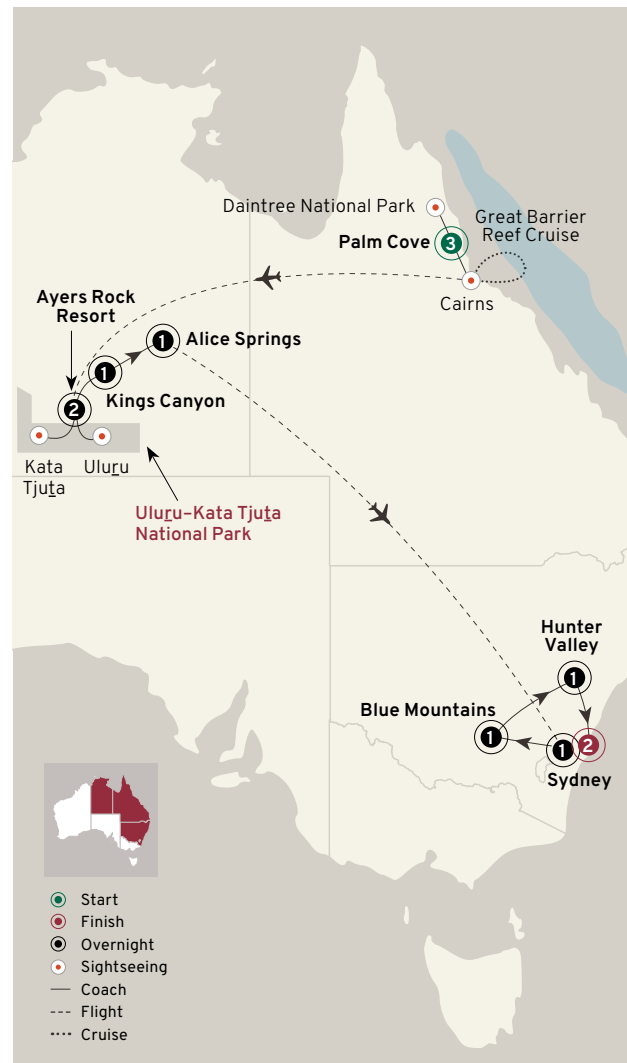 Daintree National Park
Great Barrier
Reef Cruise
Palm Cove
3
Cairns
Ayers Rock
Resort
1
Alice Springs
1
Kings Canyon
2
Kata
Tjuṯa
Uluṟu
Uluṟu–Kata Tjuṯa
National Park
Hunter
Valley
1
Blue Mountains
1
1
2
Sydney
Start
Finish
Overnight
Sightseeing
Coach
Flight
Cruise